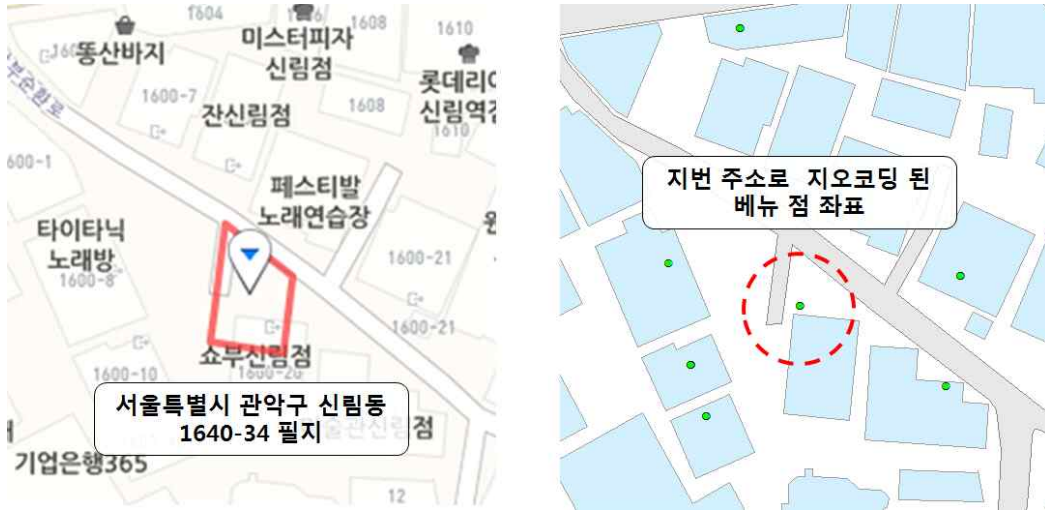 1604
1608
1610
똥산바지
미스터피자
신림점
롯데리아
1600-7
1608
잔신림점
1610
페스티발
노래연습장
타이타닉
노래방
1600-8
1600-21
1600-21
쇼부신림점
1600-10
1600-20
서울특별시 관악구 신림동
1640-34 필지
점
기업은행365
12
지번 주소로 지오코딩 된
베뉴 점 좌표